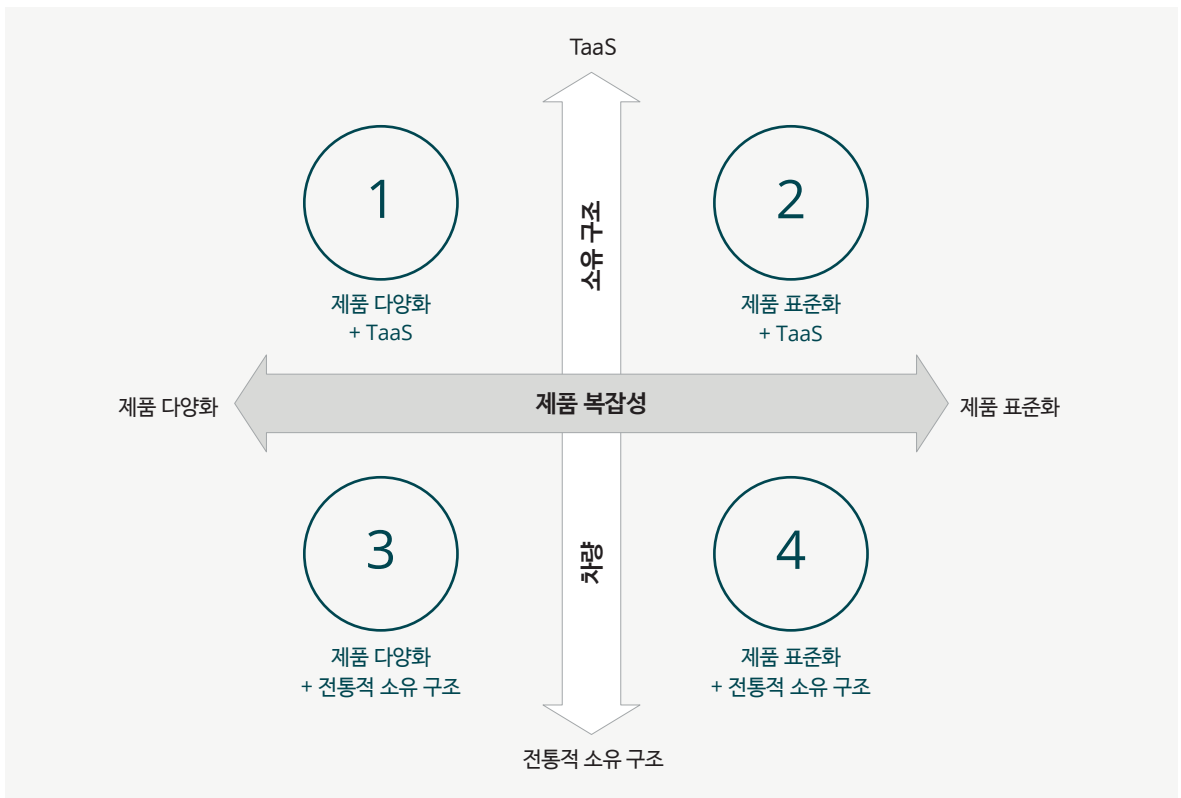 TaaS
1
2
소유 구조
제품 다양화
+ TaaS
제품 표준화
+ TaaS
제품 다양화
제품 복잡성
제품 표준화
3
4
차량
제품 다양화
+ 전통적 소유 구조
제품 표준화
+ 전통적 소유 구조
전통적 소유 구조